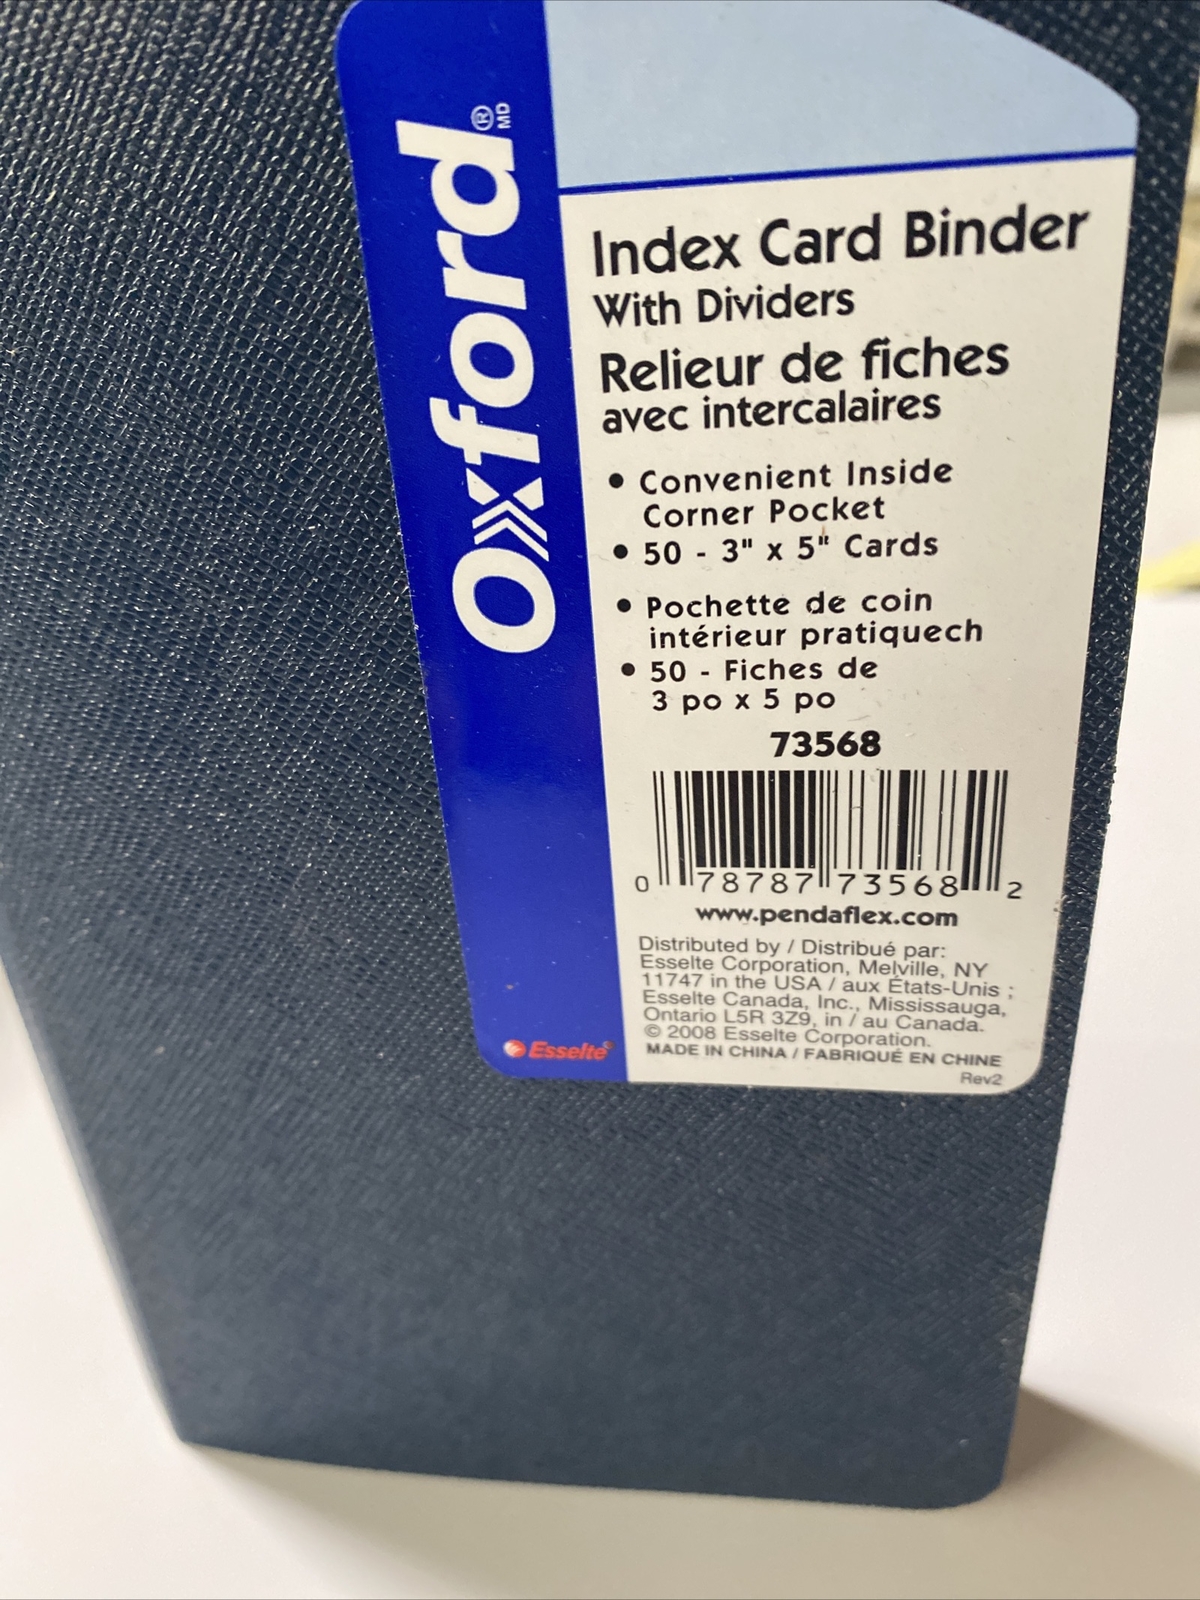 Oxford® MD
Index Card Binder
With Dividers
Relieur de fiches
avec intercalaires
• Convenient Inside
Corner Pocket
• 50 - 3" x 5" Cards
• Pochette de coin
intérieur pratiquech
• 50 - Fiches de
3 po x 5 po
73568
0 78787 73568 2
www.pendaflex.com
Distributed by / Distribué par:
Esselte Corporation, Melville, NY
11747 in the USA / aux États-Unis ;
Esselte Canada, Inc., Mississauga,
Ontario L5R 3Z9, in / au Canada.
© 2008 Esselte Corporation.
MADE IN CHINA / FABRIQUÉ EN CHINE
Rev2
Esselte